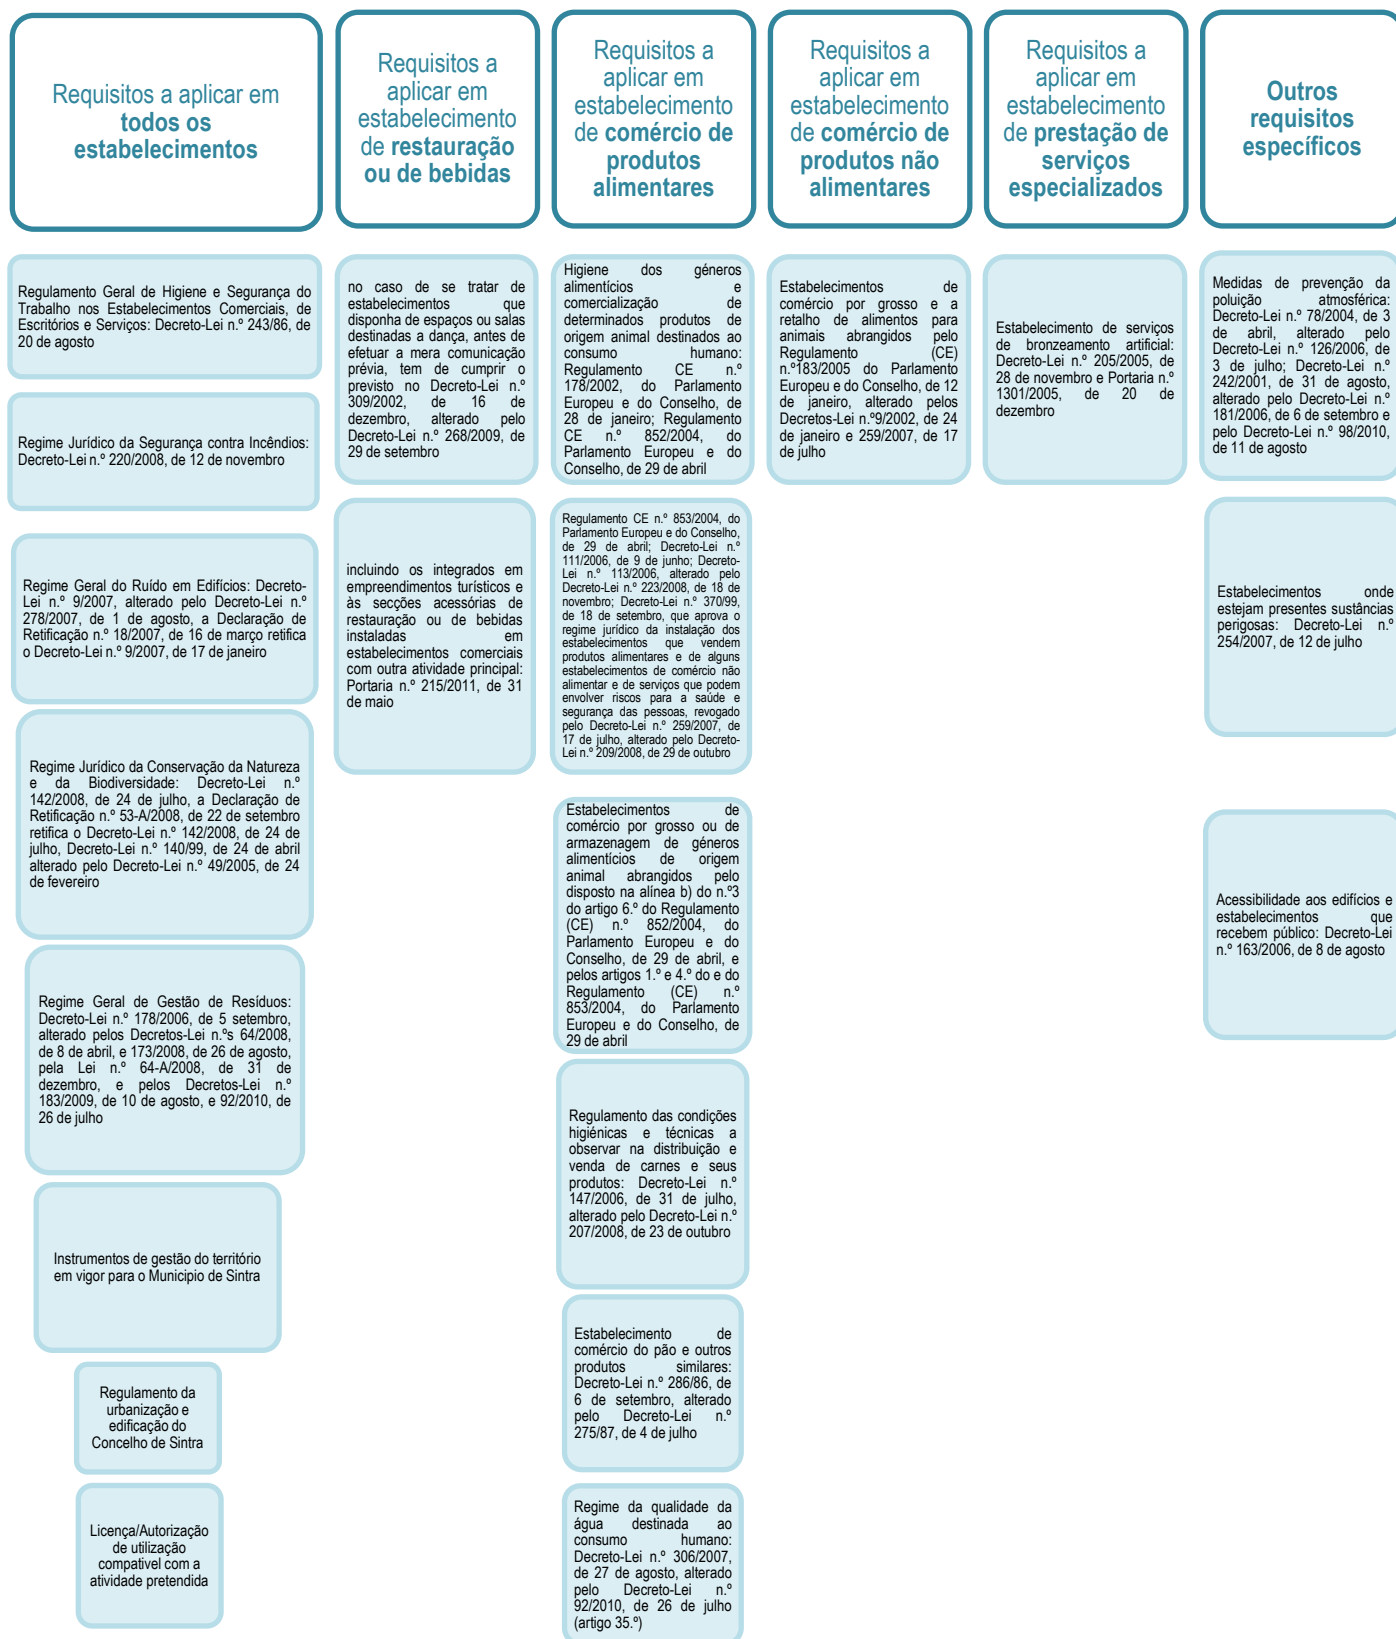 Requisitos a aplicar em
todos os
estabelecimentos
Regulamento Geral de Higiene e Segurança do
Trabalho nos Estabelecimentos Comerciais, de
Escritórios e Serviços: Decreto-Lei n.º 243/86, de
20 de agosto
Regime Jurídico da Segurança contra Incêndios:
Decreto-Lei n.º 220/2008, de 12 de novembro
Regime Geral do Ruído em Edifícios: Decreto-
Lei n.º 9/2007, alterado pelo Decreto-Lei n.º
278/2007, de 1 de agosto, a Declaração de
Retificação n.º 18/2007, de 16 de março retifica
o Decreto-Lei n.º 9/2007, de 17 de janeiro
Regime Jurídico da Conservação da Natureza
e da Biodiversidade: Decreto-Lei n.º
142/2008, de 24 de julho, a Declaração de
Retificação n.º 53-A/2008, de 22 de setembro
retifica o Decreto-Lei n.º 142/2008, de 24 de
julho, Decreto-Lei n.º 140/99, de 24 de abril
alterado pelo Decreto-Lei n.º 49/2005, de 24
de fevereiro
Regime Geral de Gestão de Resíduos:
Decreto-Lei n.º 178/2006, de 5 setembro,
alterado pelos Decretos-Lei n.ºs 64/2008,
de 8 de abril, e 173/2008, de 26 de agosto,
pela Lei n.º 64-A/2008, de 31 de
dezembro, e pelos Decretos-Lei n.º
183/2009, de 10 de agosto, e 92/2010, de
26 de julho
Instrumentos de gestão do território
em vigor para o Municipio de Sintra
Regulamento da
urbanização e
edificação do
Concelho de Sintra
Licença/Autorização
de utilização
compativel com a
atividade pretendida
Requisitos a
aplicar em
estabelecimento
de restauração
ou de bebidas
no caso de se tratar de
estabelecimentos que
disponha de espaços ou salas
destinadas a dança, antes de
efetuar a mera comunicação
prévia, tem de cumprir o
previsto no Decreto-Lei n.º
309/2002, de 16 de
dezembro, alterado pelo
Decreto-Lei n.º 268/2009, de
29 de setembro
incluindo os integrados em
empreendimentos turísticos e
às secções acessórias de
restauração ou de bebidas
instaladas em
estabelecimentos comerciais
com outra atividade principal:
Portaria n.º 215/2011, de 31
de maio
Requisitos a
aplicar em
estabelecimento
de comércio de
produtos
alimentares
Higiene dos géneros
alimentícios e
comercialização de
determinados produtos de
origem animal destinados ao
consumo humano:
Regulamento CE n.º
178/2002, do Parlamento
Europeu e do Conselho, de
28 de janeiro; Regulamento
CE n.º 852/2004, do
Parlamento Europeu e do
Conselho, de 29 de abril
Regulamento CE n.º 853/2004, do
Parlamento Europeu e do Conselho,
de 29 de abril; Decreto-Lei n.º
111/2006, de 9 de junho; Decreto-
Lei n.º 113/2006, alterado pelo
Decreto-Lei n.º 223/2008, de 18 de
novembro; Decreto-Lei n.º 370/99,
de 18 de setembro, que aprova o
regime jurídico da instalação dos
estabelecimentos que vendem
produtos alimentares e de alguns
estabelecimentos de comércio não
alimentar e de serviços que podem
envolver riscos para a saúde e
segurança das pessoas, revogado
pelo Decreto-Lei n.º 259/2007, de
17 de julho, alterado pelo Decreto-
Lei n.º 209/2008, de 29 de outubro
Estabelecimentos de
comércio por grosso ou de
armazenagem de géneros
alimentícios de origem
animal abrangidos pelo
disposto na alínea b) do n.º3
do artigo 6.º do Regulamento
(CE) n.º 852/2004, do
Parlamento Europeu e do
Conselho, de 29 de abril, e
pelos artigos 1.º e 4.º do e do
Regulamento (CE) n.º
853/2004, do Parlamento
Europeu e do Conselho, de
29 de abril
Regulamento das condições
higiénicas e técnicas a
observar na distribuição e
venda de carnes e seus
produtos: Decreto-Lei n.º
147/2006, de 31 de julho,
alterado pelo Decreto-Lei n.º
207/2008, de 23 de outubro
Estabelecimento de
comércio do pão e outros
produtos similares:
Decreto-Lei n.º 286/86, de
6 de setembro, alterado
pelo Decreto-Lei n.º
275/87, de 4 de julho
Regime da qualidade da
água destinada ao
consumo humano:
Decreto-Lei n.º 306/2007,
de 27 de agosto, alterado
pelo Decreto-Lei n.º
92/2010, de 26 de julho
(artigo 35.º)
Requisitos a
aplicar em
estabelecimento
de comércio de
produtos não
alimentares
Estabelecimentos de
comércio por grosso e a
retalho de alimentos para
animais abrangidos pelo
Regulamento (CE)
n.º183/2005 do Parlamento
Europeu e do Conselho, de 12
de janeiro, alterado pelos
Decretos-Lei n.º9/2002, de 24
de janeiro e 259/2007, de 17
de julho
Requisitos a
aplicar em
estabelecimento
de prestação de
serviços
especializados
Estabelecimento de serviços
de bronzeamento artificial:
Decreto-Lei n.º 205/2005, de
28 de novembro e Portaria n.º
1301/2005, de 20 de
dezembro
Outros
requisitos
específicos
Medidas de prevenção da
poluição atmosférica:
Decreto-Lei n.º 78/2004, de 3
de abril, alterado pelo
Decreto-Lei n.º 126/2006, de
3 de julho; Decreto-Lei n.º
242/2001, de 31 de agosto,
alterado pelo Decreto-Lei n.º
181/2006, de 6 de setembro e
pelo Decreto-Lei n.º 98/2010,
de 11 de agosto
Estabelecimentos onde
estejam presentes sustâncias
perigosas: Decreto-Lei n.º
254/2007, de 12 de julho
Acessibilidade aos edifícios e
estabelecimentos que
recebem público: Decreto-Lei
n.º 163/2006, de 8 de agosto